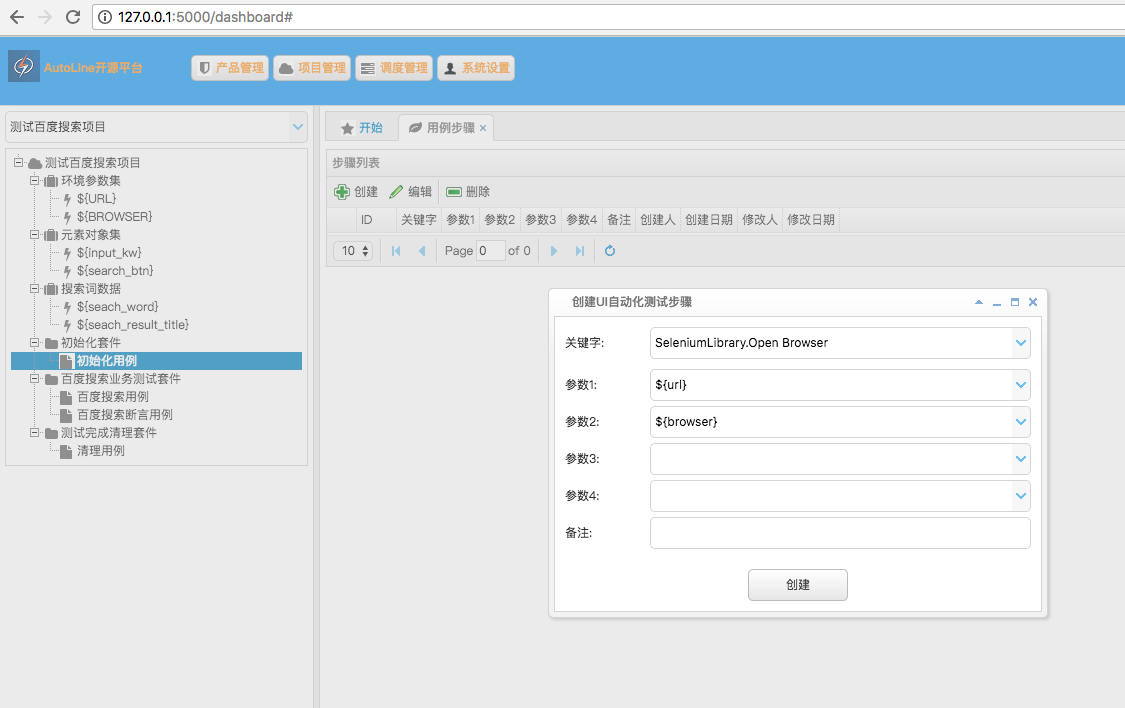 127.0.0.1:5000/dashboard#
AutoLine开源平台 产品管理 项目管理 调度管理 系统设置
测试百度搜索项目
测试百度搜索项目
环境参数集
${URL}
${BROWSER}
元素对象集
${input_kw}
${search_btn}
搜索词数据
${seach_word}
${seach_result_title}
初始化套件
初始化用例
百度搜索业务测试套件
百度搜索用例
百度搜索断言用例
测试完成清理套件
清理用例
开始 用例步骤
步骤列表
创建 编辑 删除
ID 关键字 参数1 参数2 参数3 参数4 备注 创建人 创建日期 修改人 修改日期
10 Page 0 of 0
创建UI自动化测试步骤
关键字: SeleniumLibrary.Open Browser
参数1: ${url}
参数2: ${browser}
参数3:
参数4:
备注:
创建